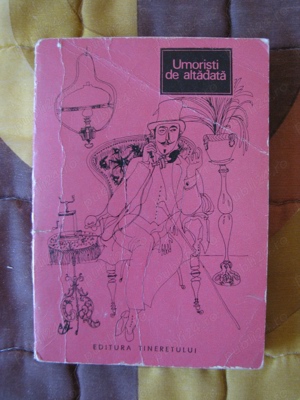 Umoriști
de altădată
EDITURA TINERETULUI